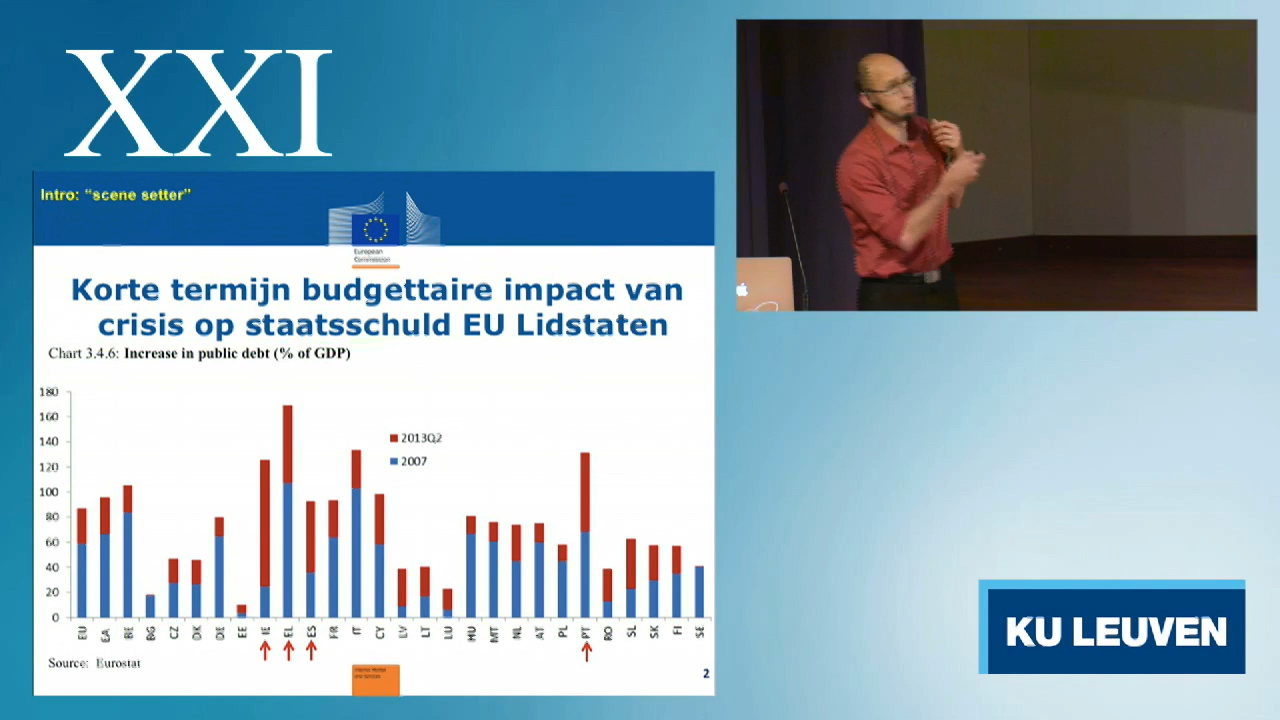 XXI
Intro: “scene setter”
European
Commission
Korte termijn budgettaire impact van
crisis op staatsschuld EU Lidstaten
Chart 3.4.6: Increase in public debt (% of GDP)
180
160
140
120
100
80
60
40
20
0
2013Q2
2007
EU EA BE BG CZ DK DE EE IE EL ES FR IT CY LV LT LU HU MT NL AT PL PT RO SL SK FI SE
Source: Eurostat
2
KU LEUVEN